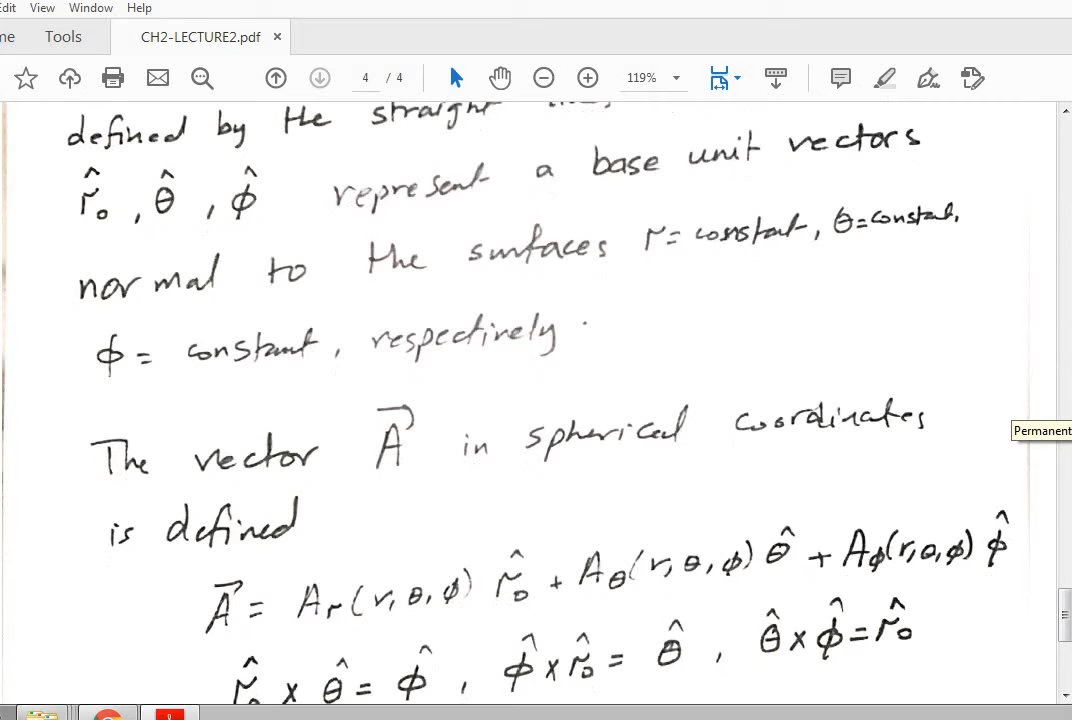 Edit View Window Help
me Tools CH2-LECTURE2.pdf ×
4 / 4 119%
defined by the straight
r̂₀ , θ̂ , φ̂ represent a base unit vectors
normal to the surfaces r = constant, θ = constant,
φ = constant, respectively.
The vector A⃗ in spherical coordinates
Permanent
is defined
A⃗ = Ar(r, θ, φ) r̂₀ + Aθ(r, θ, φ) θ̂ + Aφ(r, θ, φ) φ̂
r̂₀ × θ̂ = φ̂ , φ̂ × r̂₀ = θ̂ , θ̂ × φ̂ = r̂₀